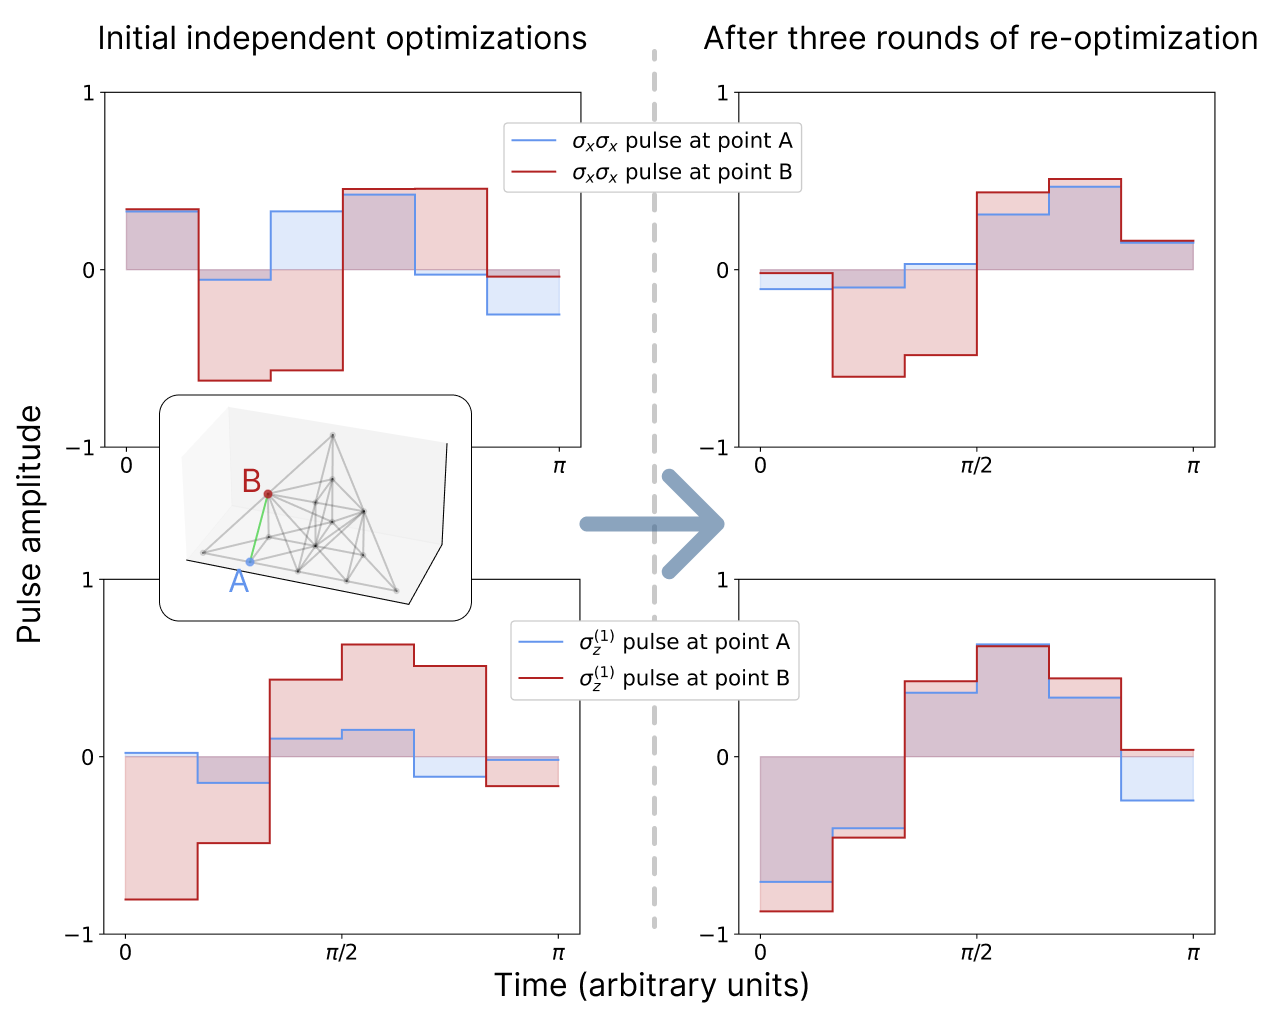 Initial independent optimizations
After three rounds of re-optimization
1
0
−1
0
π
σxσx pulse at point A
σxσx pulse at point B
1
0
−1
0
π/2
π
Pulse amplitude
B
A
1
0
−1
0
π/2
π
σz(1) pulse at point A
σz(1) pulse at point B
1
0
−1
0
π/2
π
Time (arbitrary units)